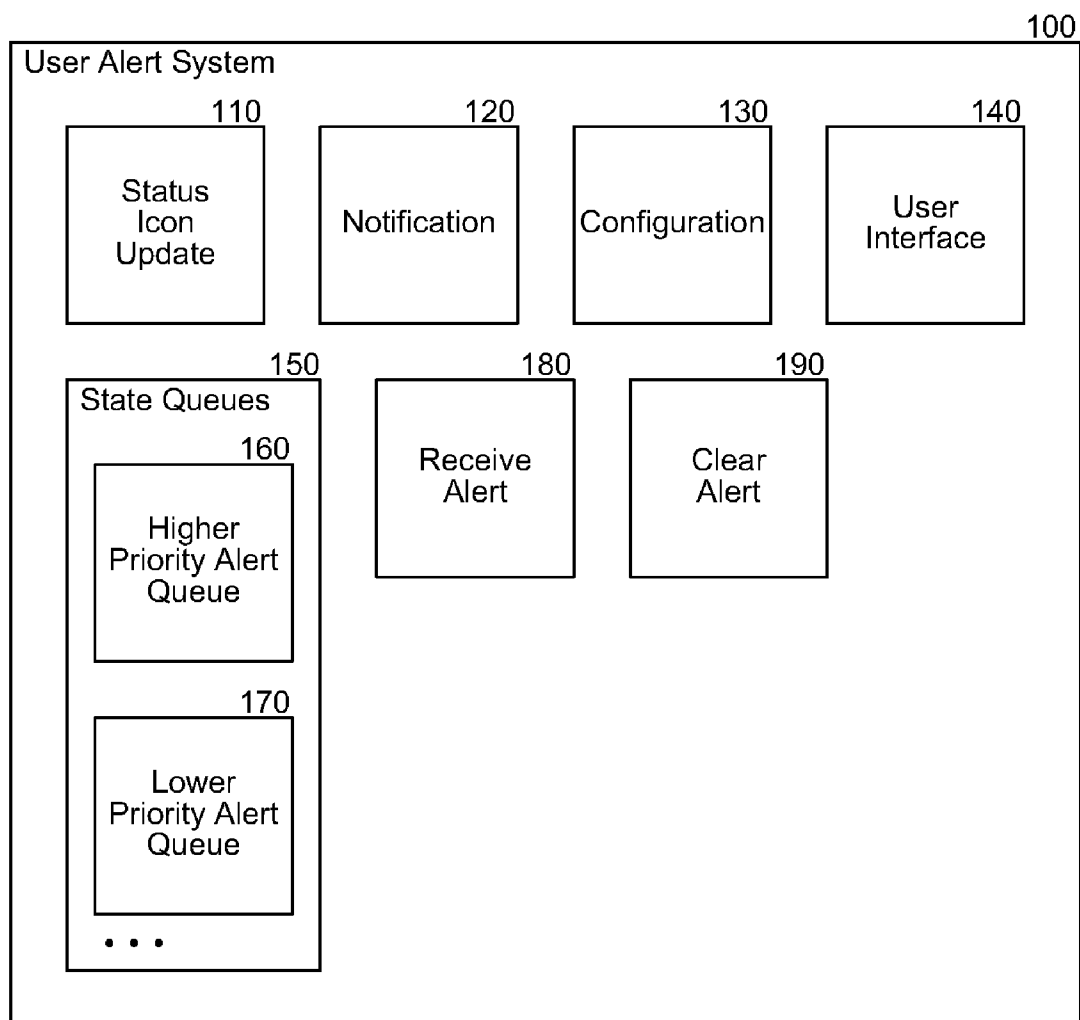 100
User Alert System
110
Status
Icon
Update
120
Notification
130
Configuration
140
User
Interface
150
State Queues
160
Higher
Priority Alert
Queue
170
Lower
Priority Alert
Queue
• • •
180
Receive
Alert
190
Clear
Alert